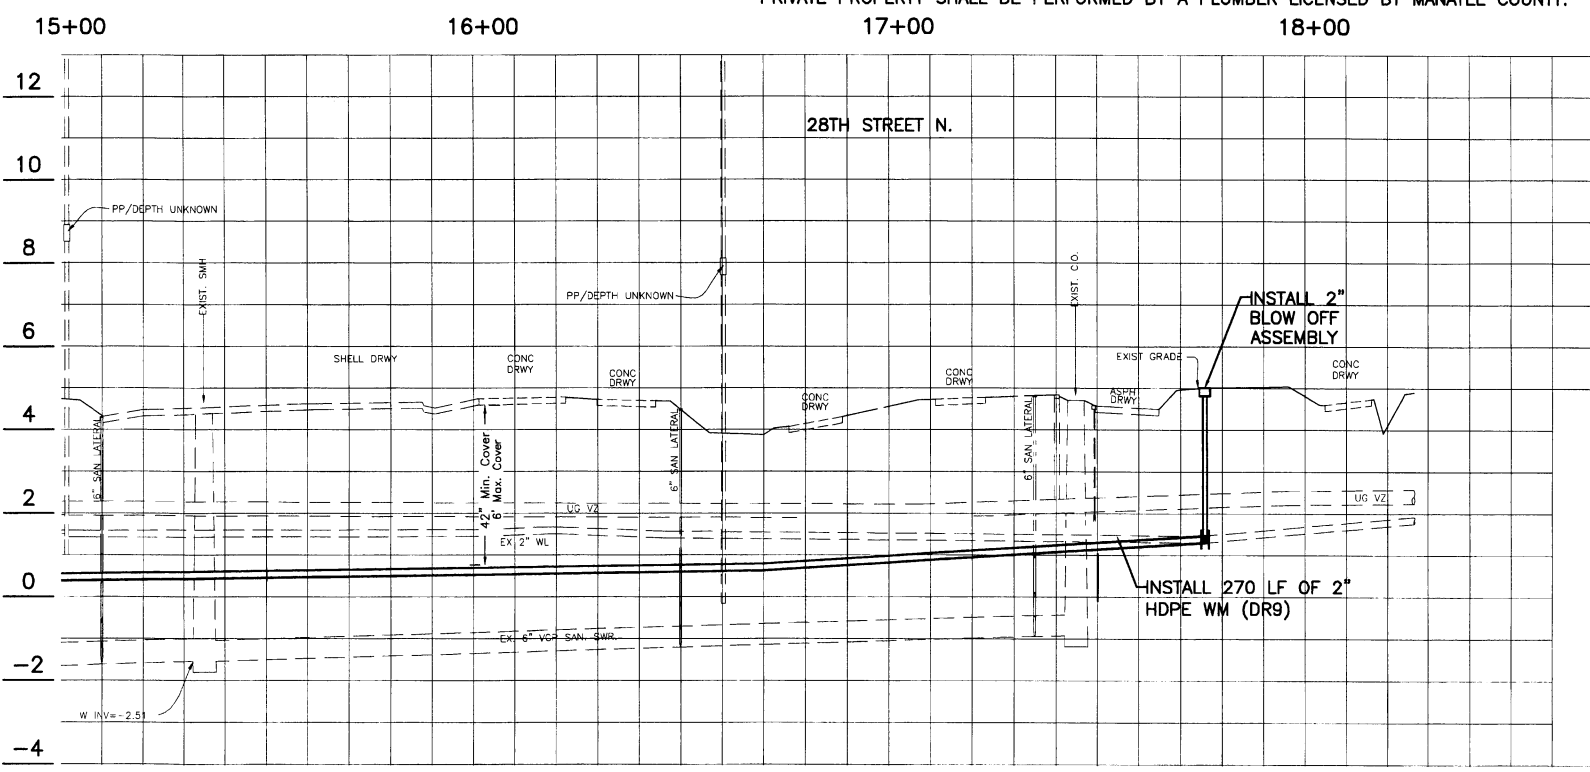 PRIVATE PROPERTY SHALL BE PERFORMED BY A PLUMBER LICENSED BY MANATEE COUNTY.
15+00
16+00
17+00
18+00
12
10
8
6
4
2
0
-2
-4
28TH STREET N.
PP/DEPTH UNKNOWN
EXIST. SMH
PP/DEPTH UNKNOWN
EXIST. C.O.
INSTALL 2"
BLOW OFF
ASSEMBLY
SHELL DRWY
CONC
DRWY
CONC
DRWY
CONC
DRWY
CONC
DRWY
EXIST GRADE
ASPH
DRWY
CONC
DRWY
6" SAN LATERAL
42" Min. Cover
6' Max. Cover
6" SAN LATERAL
6" SAN LATERAL
UG VZ
UG VZ
EX 2" WL
INSTALL 270 LF OF 2"
HDPE WM (DR9)
EX. 6" VCP SAN. SWR.
W INV=-2.51